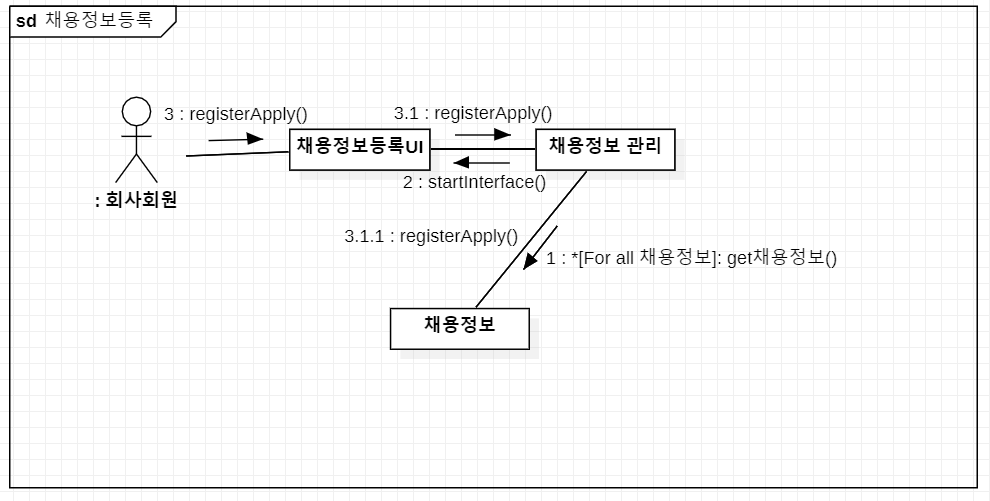 sd 채용정보등록
3 : registerApply()
3.1 : registerApply()
채용정보등록UI
채용정보 관리
2 : startInterface()
: 회사회원
3.1.1 : registerApply()
1 : *[For all 채용정보]: get채용정보()
채용정보